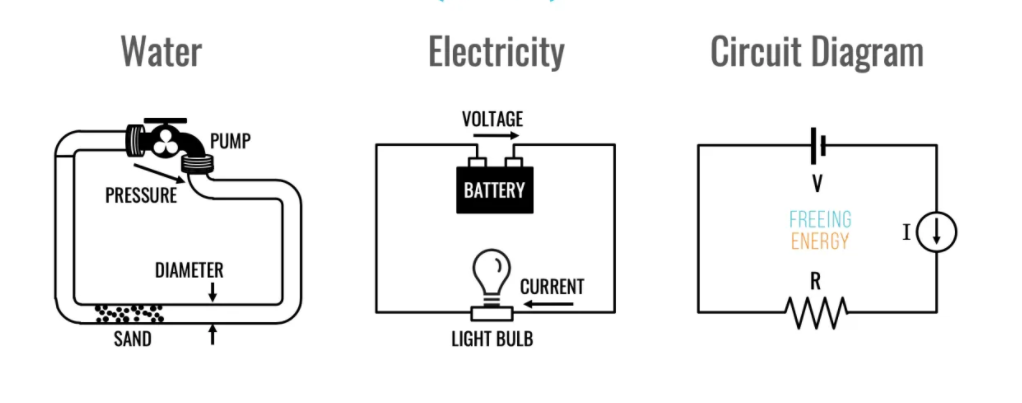 Water
PUMP
PRESSURE
DIAMETER
SAND
Electricity
VOLTAGE
BATTERY
CURRENT
LIGHT BULB
Circuit Diagram
V
FREEING
ENERGY
I
R